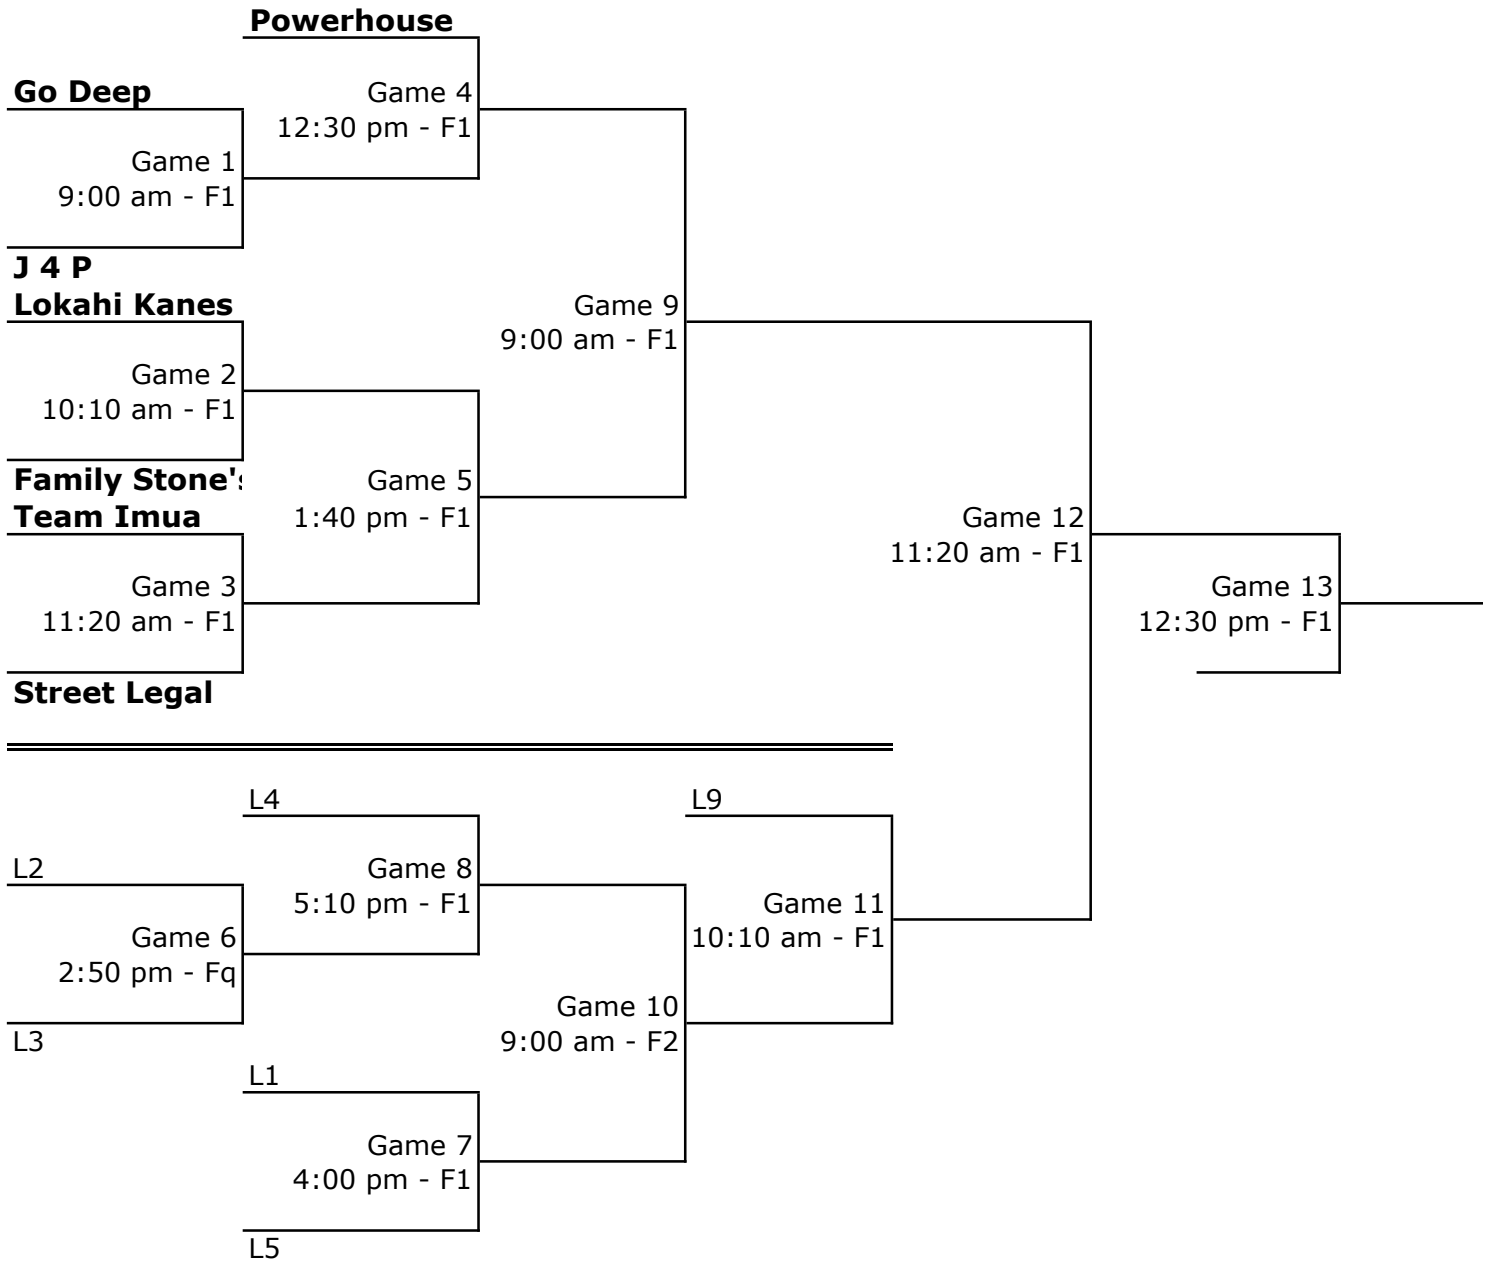 Powerhouse
Go Deep
Game 4
12:30 pm - F1
Game 1
9:00 am - F1
J 4 P
Lokahi Kanes
Game 9
9:00 am - F1
Game 2
10:10 am - F1
Family Stone's
Game 5
Team Imua
1:40 pm - F1
Game 12
11:20 am - F1
Game 3
11:20 am - F1
Game 13
12:30 pm - F1
Street Legal
L4
L9
L2
Game 8
5:10 pm - F1
Game 11
10:10 am - F1
Game 6
2:50 pm - Fq
Game 10
9:00 am - F2
L3
L1
Game 7
4:00 pm - F1
L5